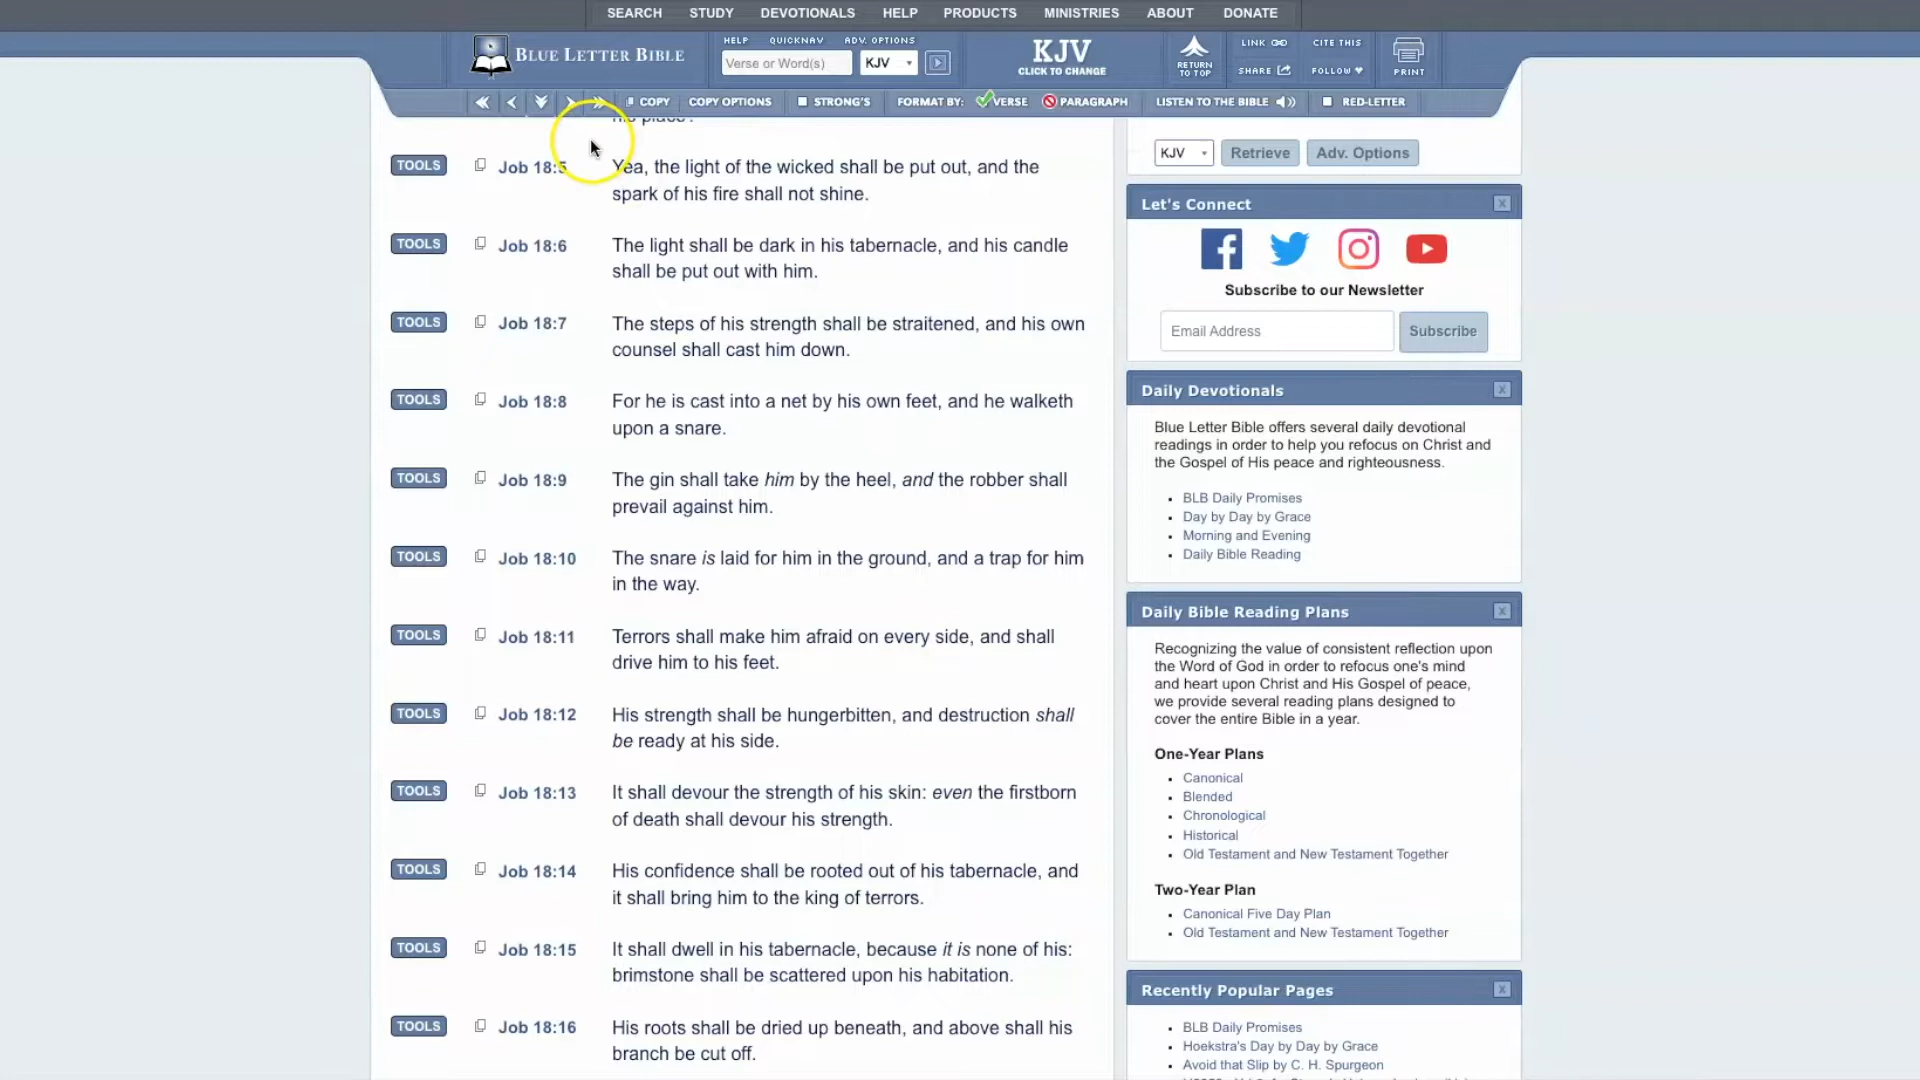 SEARCH STUDY DEVOTIONALS HELP PRODUCTS MINISTRIES ABOUT DONATE
BLUE LETTER BIBLE
HELP QUICKNAV ADV. OPTIONS
Verse or Word(s) KJV
KJV
CLICK TO CHANGE
RETURN
TO TOP
LINK CITE THIS
SHARE FOLLOW
PRINT
COPY COPY OPTIONS STRONG'S FORMAT BY: VERSE PARAGRAPH LISTEN TO THE BIBLE RED-LETTER
his place?
TOOLS Job 18:5 Yea, the light of the wicked shall be put out, and the
spark of his fire shall not shine.
TOOLS Job 18:6 The light shall be dark in his tabernacle, and his candle
shall be put out with him.
TOOLS Job 18:7 The steps of his strength shall be straitened, and his own
counsel shall cast him down.
TOOLS Job 18:8 For he is cast into a net by his own feet, and he walketh
upon a snare.
TOOLS Job 18:9 The gin shall take him by the heel, and the robber shall
prevail against him.
TOOLS Job 18:10 The snare is laid for him in the ground, and a trap for him
in the way.
TOOLS Job 18:11 Terrors shall make him afraid on every side, and shall
drive him to his feet.
TOOLS Job 18:12 His strength shall be hungerbitten, and destruction shall
be ready at his side.
TOOLS Job 18:13 It shall devour the strength of his skin: even the firstborn
of death shall devour his strength.
TOOLS Job 18:14 His confidence shall be rooted out of his tabernacle, and
it shall bring him to the king of terrors.
TOOLS Job 18:15 It shall dwell in his tabernacle, because it is none of his:
brimstone shall be scattered upon his habitation.
TOOLS Job 18:16 His roots shall be dried up beneath, and above shall his
branch be cut off.
KJV Retrieve Adv. Options
Let's Connect
Subscribe to our Newsletter
Email Address Subscribe
Daily Devotionals
Blue Letter Bible offers several daily devotional
readings in order to help you refocus on Christ and
the Gospel of His peace and righteousness.
BLB Daily Promises
Day by Day by Grace
Morning and Evening
Daily Bible Reading
Daily Bible Reading Plans
Recognizing the value of consistent reflection upon
the Word of God in order to refocus one's mind
and heart upon Christ and His Gospel of peace,
we provide several reading plans designed to
cover the entire Bible in a year.
One-Year Plans
Canonical
Blended
Chronological
Historical
Old Testament and New Testament Together
Two-Year Plan
Canonical Five Day Plan
Old Testament and New Testament Together
Recently Popular Pages
BLB Daily Promises
Hoekstra's Day by Day by Grace
Avoid that Slip by C. H. Spurgeon